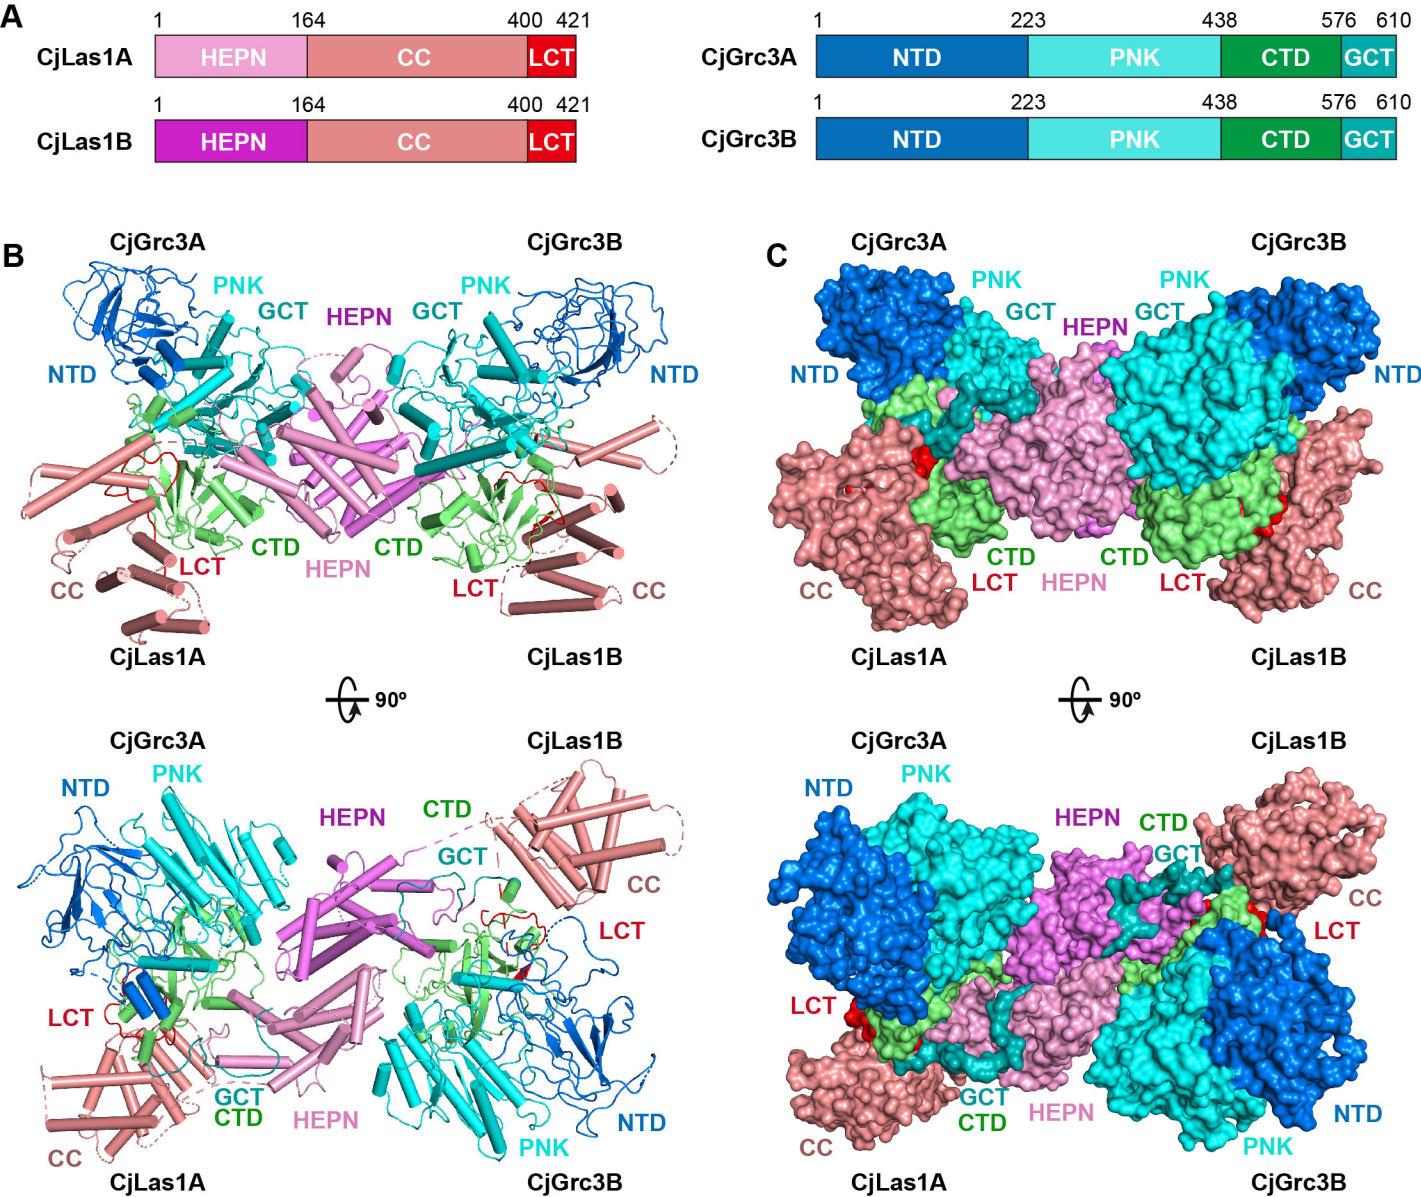 A
1 164 400 421
CjLas1A HEPN CC LCT
1 164 400 421
CjLas1B HEPN CC LCT
1 223 438 576 610
CjGrc3A NTD PNK CTD GCT
1 223 438 576 610
CjGrc3B NTD PNK CTD GCT
B
CjGrc3A CjGrc3B
PNK GCT HEPN GCT PNK
NTD NTD
CTD HEPN CTD
LCT LCT
CC CC
CjLas1A CjLas1B
90º
CjGrc3A CjLas1B
NTD PNK HEPN CTD
GCT
CC
LCT
LCT
GCT
CTD HEPN NTD
CC PNK
CjLas1A CjGrc3B
C
CjGrc3A CjGrc3B
PNK GCT HEPN GCT PNK
NTD NTD
CTD CTD
CC LCT HEPN LCT CC
CjLas1A CjLas1B
90º
CjGrc3A CjLas1B
NTD PNK HEPN CTD
GCT
CC
LCT
LCT
GCT
CTD HEPN NTD
CC PNK
CjLas1A CjGrc3B